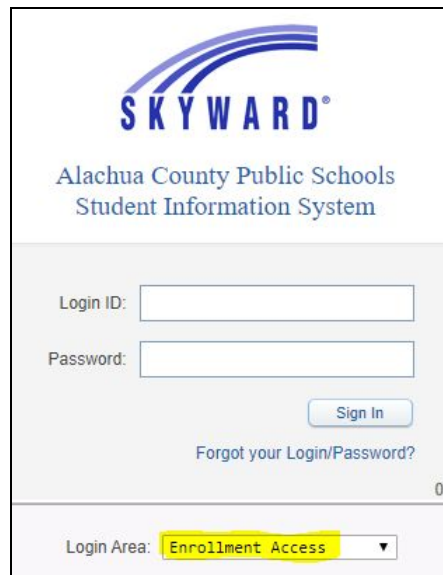 SKYWARD®
Alachua County Public Schools
Student Information System
Login ID:
Password:
Sign In
Forgot your Login/Password?
0
Login Area: Enrollment Access